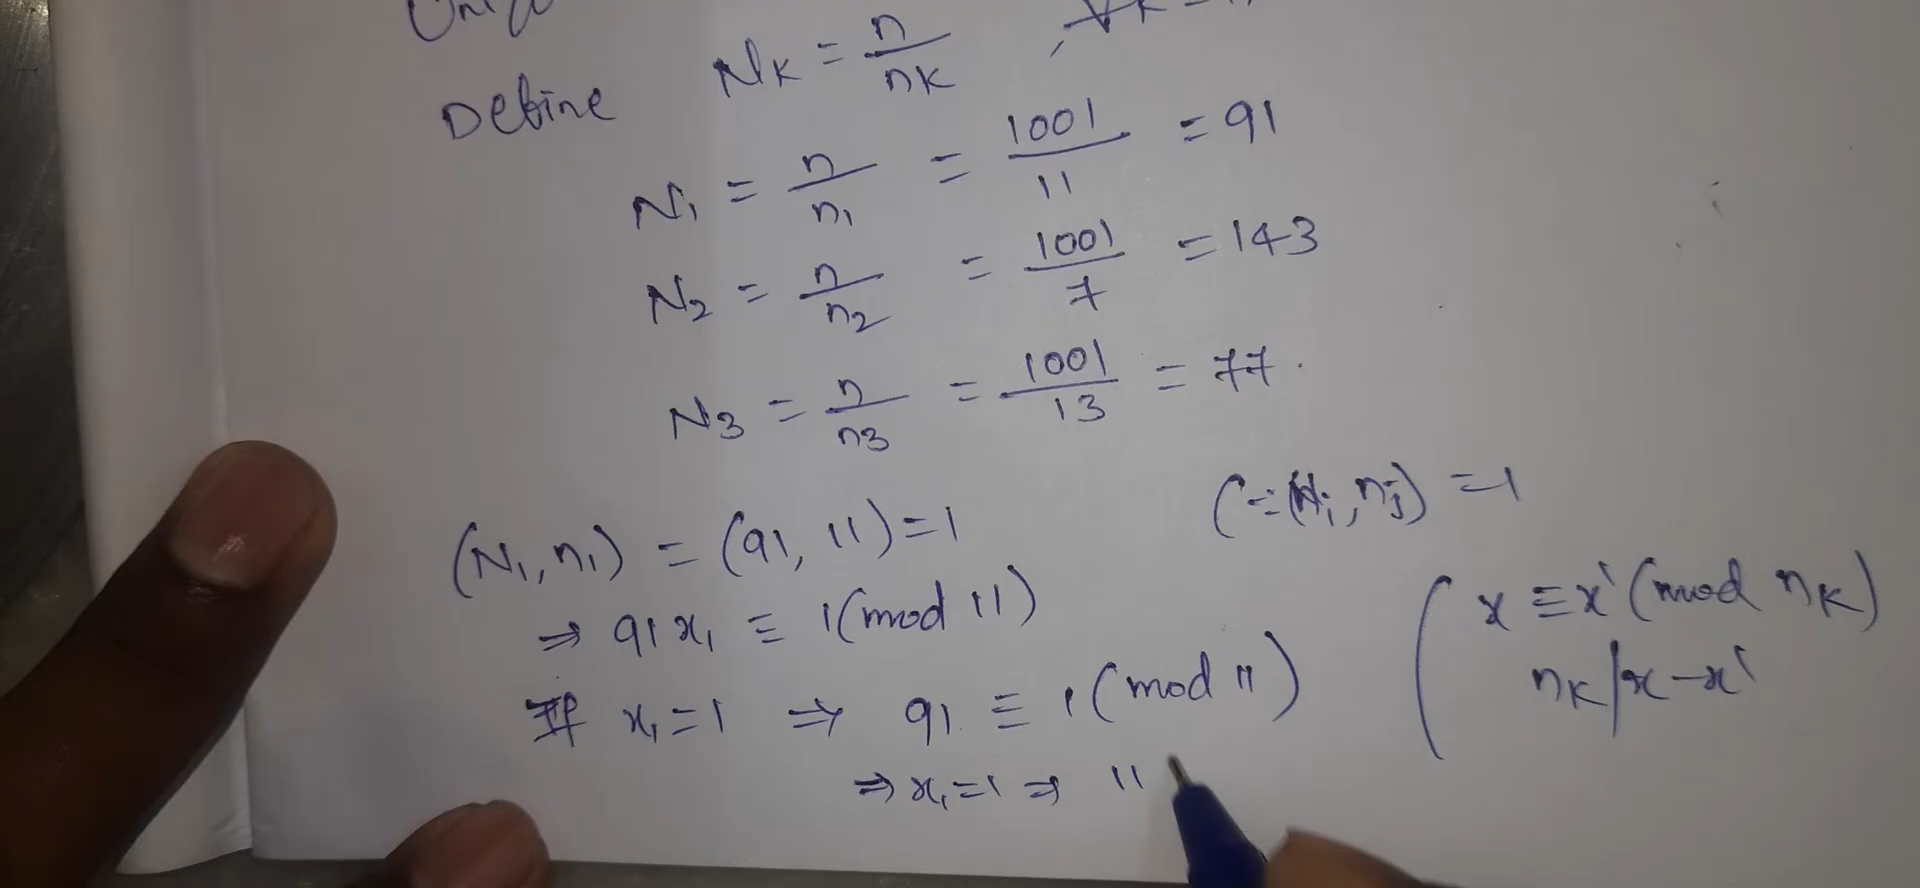 Define N_K = n/nK , ∀K
N1 = n/n1 = 1001/11 = 91
N2 = n/n2 = 1001/7 = 143
N3 = n/n3 = 1001/13 = 77.
(∵(Ni, nj) = 1
(N1, n1) = (91, 11) = 1
⇒ 91x1 ≡ 1(mod 11)
(x ≡ x' (mod nK)
nK/x-x'
If x1 = 1 ⇒ 91 ≡ 1(mod 11)
⇒ x1 = 1 ⇒ 11